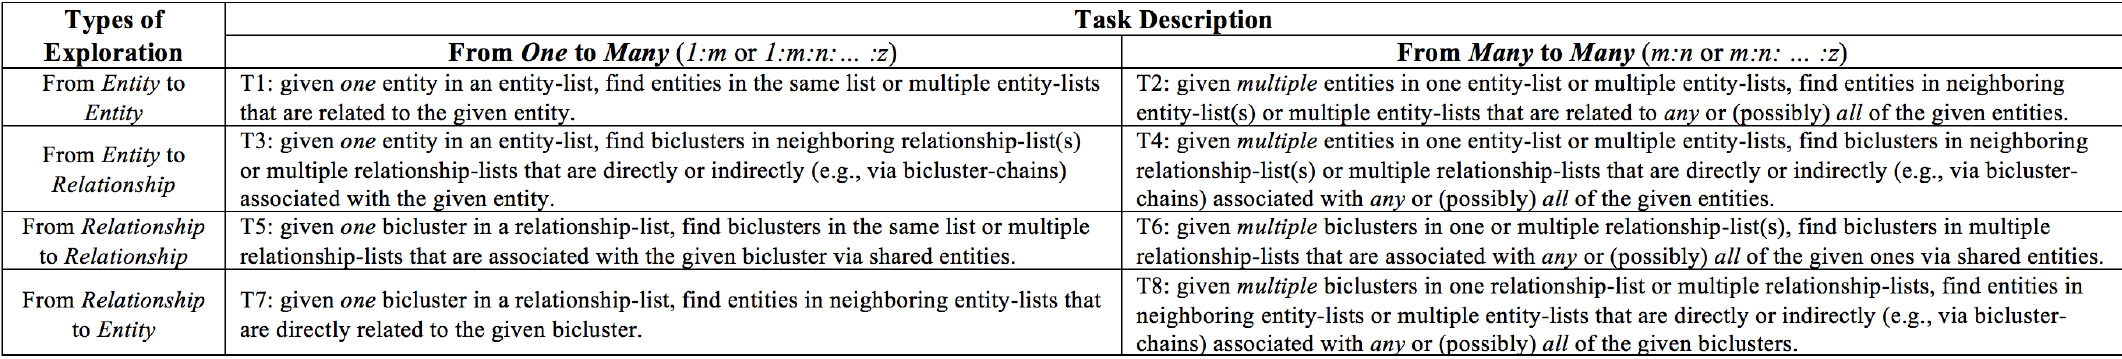 Types of Exploration
Task Description
From One to Many (1:m or 1:m:n: ... :z)
From Many to Many (m:n or m:n: ... :z)
From Entity to
Entity
T1: given one entity in an entity-list, find entities in the same list or multiple entity-lists
that are related to the given entity.
T2: given multiple entities in one entity-list or multiple entity-lists, find entities in neighboring
entity-list(s) or multiple entity-lists that are related to any or (possibly) all of the given entities.
From Entity to
Relationship
T3: given one entity in an entity-list, find biclusters in neighboring relationship-list(s)
or multiple relationship-lists that are directly or indirectly (e.g., via bicluster-chains)
associated with the given entity.
T4: given multiple entities in one entity-list or multiple entity-lists, find biclusters in neighboring
relationship-list(s) or multiple relationship-lists that are directly or indirectly (e.g., via bicluster-
chains) associated with any or (possibly) all of the given entities.
From Relationship
to Relationship
T5: given one bicluster in a relationship-list, find biclusters in the same list or multiple
relationship-lists that are associated with the given bicluster via shared entities.
T6: given multiple biclusters in one or multiple relationship-list(s), find biclusters in multiple
relationship-lists that are associated with any or (possibly) all of the given ones via shared entities.
From Relationship
to Entity
T7: given one bicluster in a relationship-list, find entities in neighboring entity-lists that
are directly related to the given bicluster.
T8: given multiple biclusters in one relationship-list or multiple relationship-lists, find entities in
neighboring entity-lists or multiple entity-lists that are directly or indirectly (e.g., via bicluster-
chains) associated with any or (possibly) all of the given biclusters.